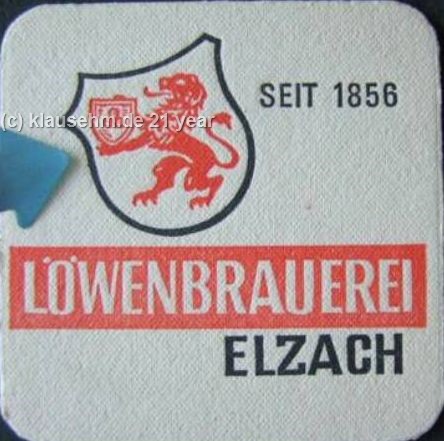 SEIT 1856
(c) klausehm.de 21 year
LÖWENBRAUEREI
ELZACH